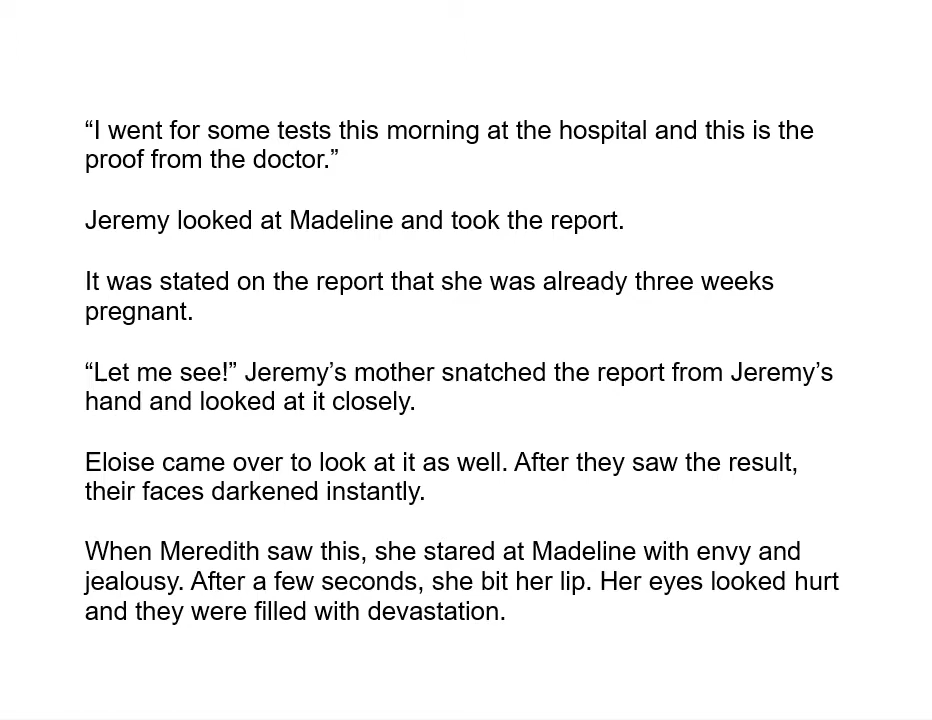 “I went for some tests this morning at the hospital and this is the
proof from the doctor.”
Jeremy looked at Madeline and took the report.
It was stated on the report that she was already three weeks
pregnant.
“Let me see!” Jeremy’s mother snatched the report from Jeremy’s
hand and looked at it closely.
Eloise came over to look at it as well. After they saw the result,
their faces darkened instantly.
When Meredith saw this, she stared at Madeline with envy and
jealousy. After a few seconds, she bit her lip. Her eyes looked hurt
and they were filled with devastation.